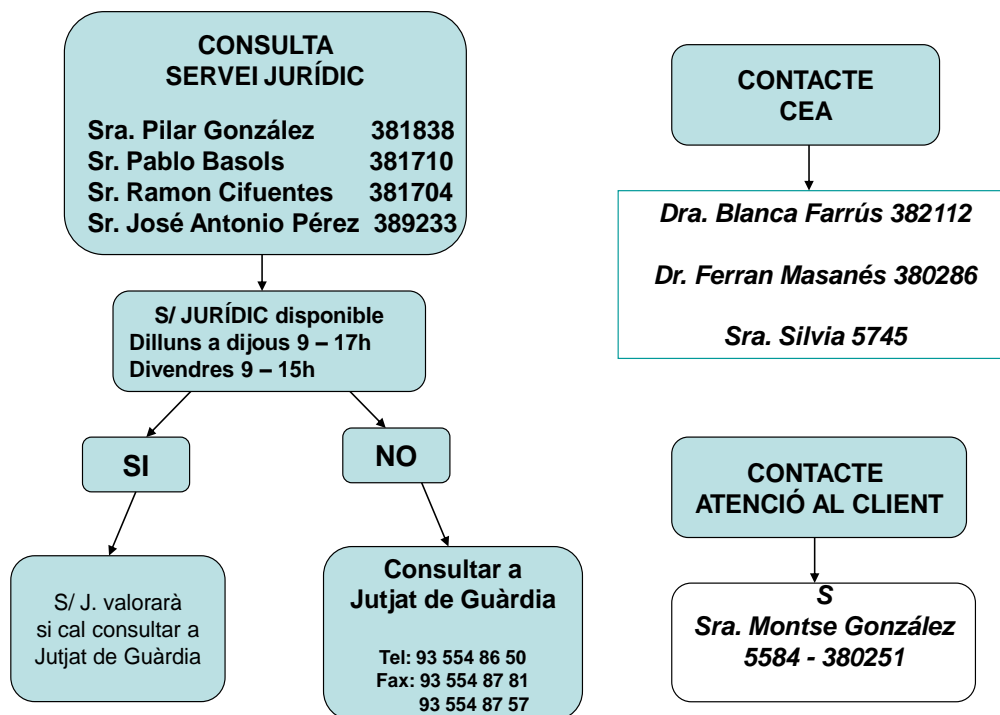 CONSULTA
SERVEI JURÍDIC
Sra. Pilar González 381838
Sr. Pablo Basols 381710
Sr. Ramon Cifuentes 381704
Sr. José Antonio Pérez 389233
S/ JURÍDIC disponible
Dilluns a dijous 9 – 17h
Divendres 9 – 15h
SI
NO
S/ J. valorarà
si cal consultar a
Jutjat de Guàrdia
Consultar a
Jutjat de Guàrdia
Tel: 93 554 86 50
Fax: 93 554 87 81
93 554 87 57
CONTACTE
CEA
Dra. Blanca Farrús 382112
Dr. Ferran Masanés 380286
Sra. Silvia 5745
CONTACTE
ATENCIÓ AL CLIENT
S
Sra. Montse González
5584 - 380251